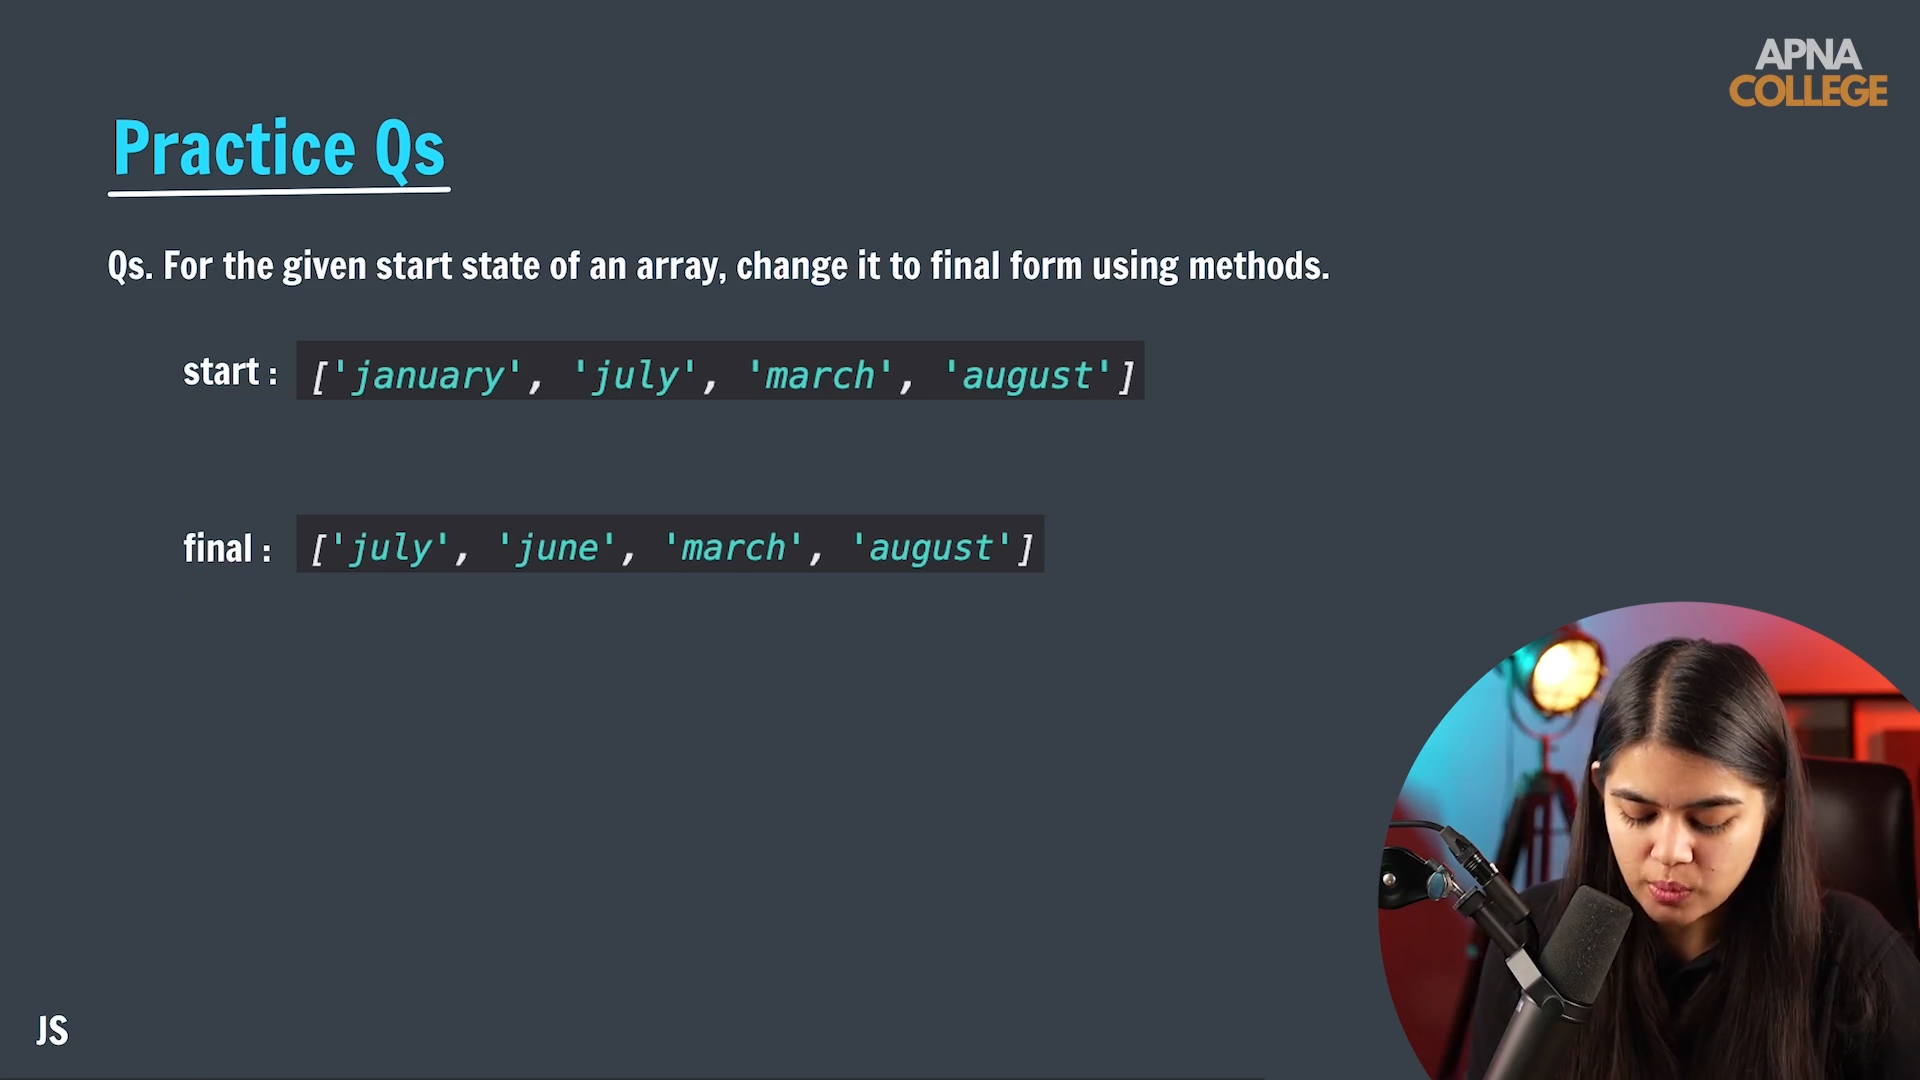 APNA
COLLEGE
Practice Qs
Qs. For the given start state of an array, change it to final form using methods.
start : ['january', 'july', 'march', 'august']
final : ['july', 'june', 'march', 'august']
JS